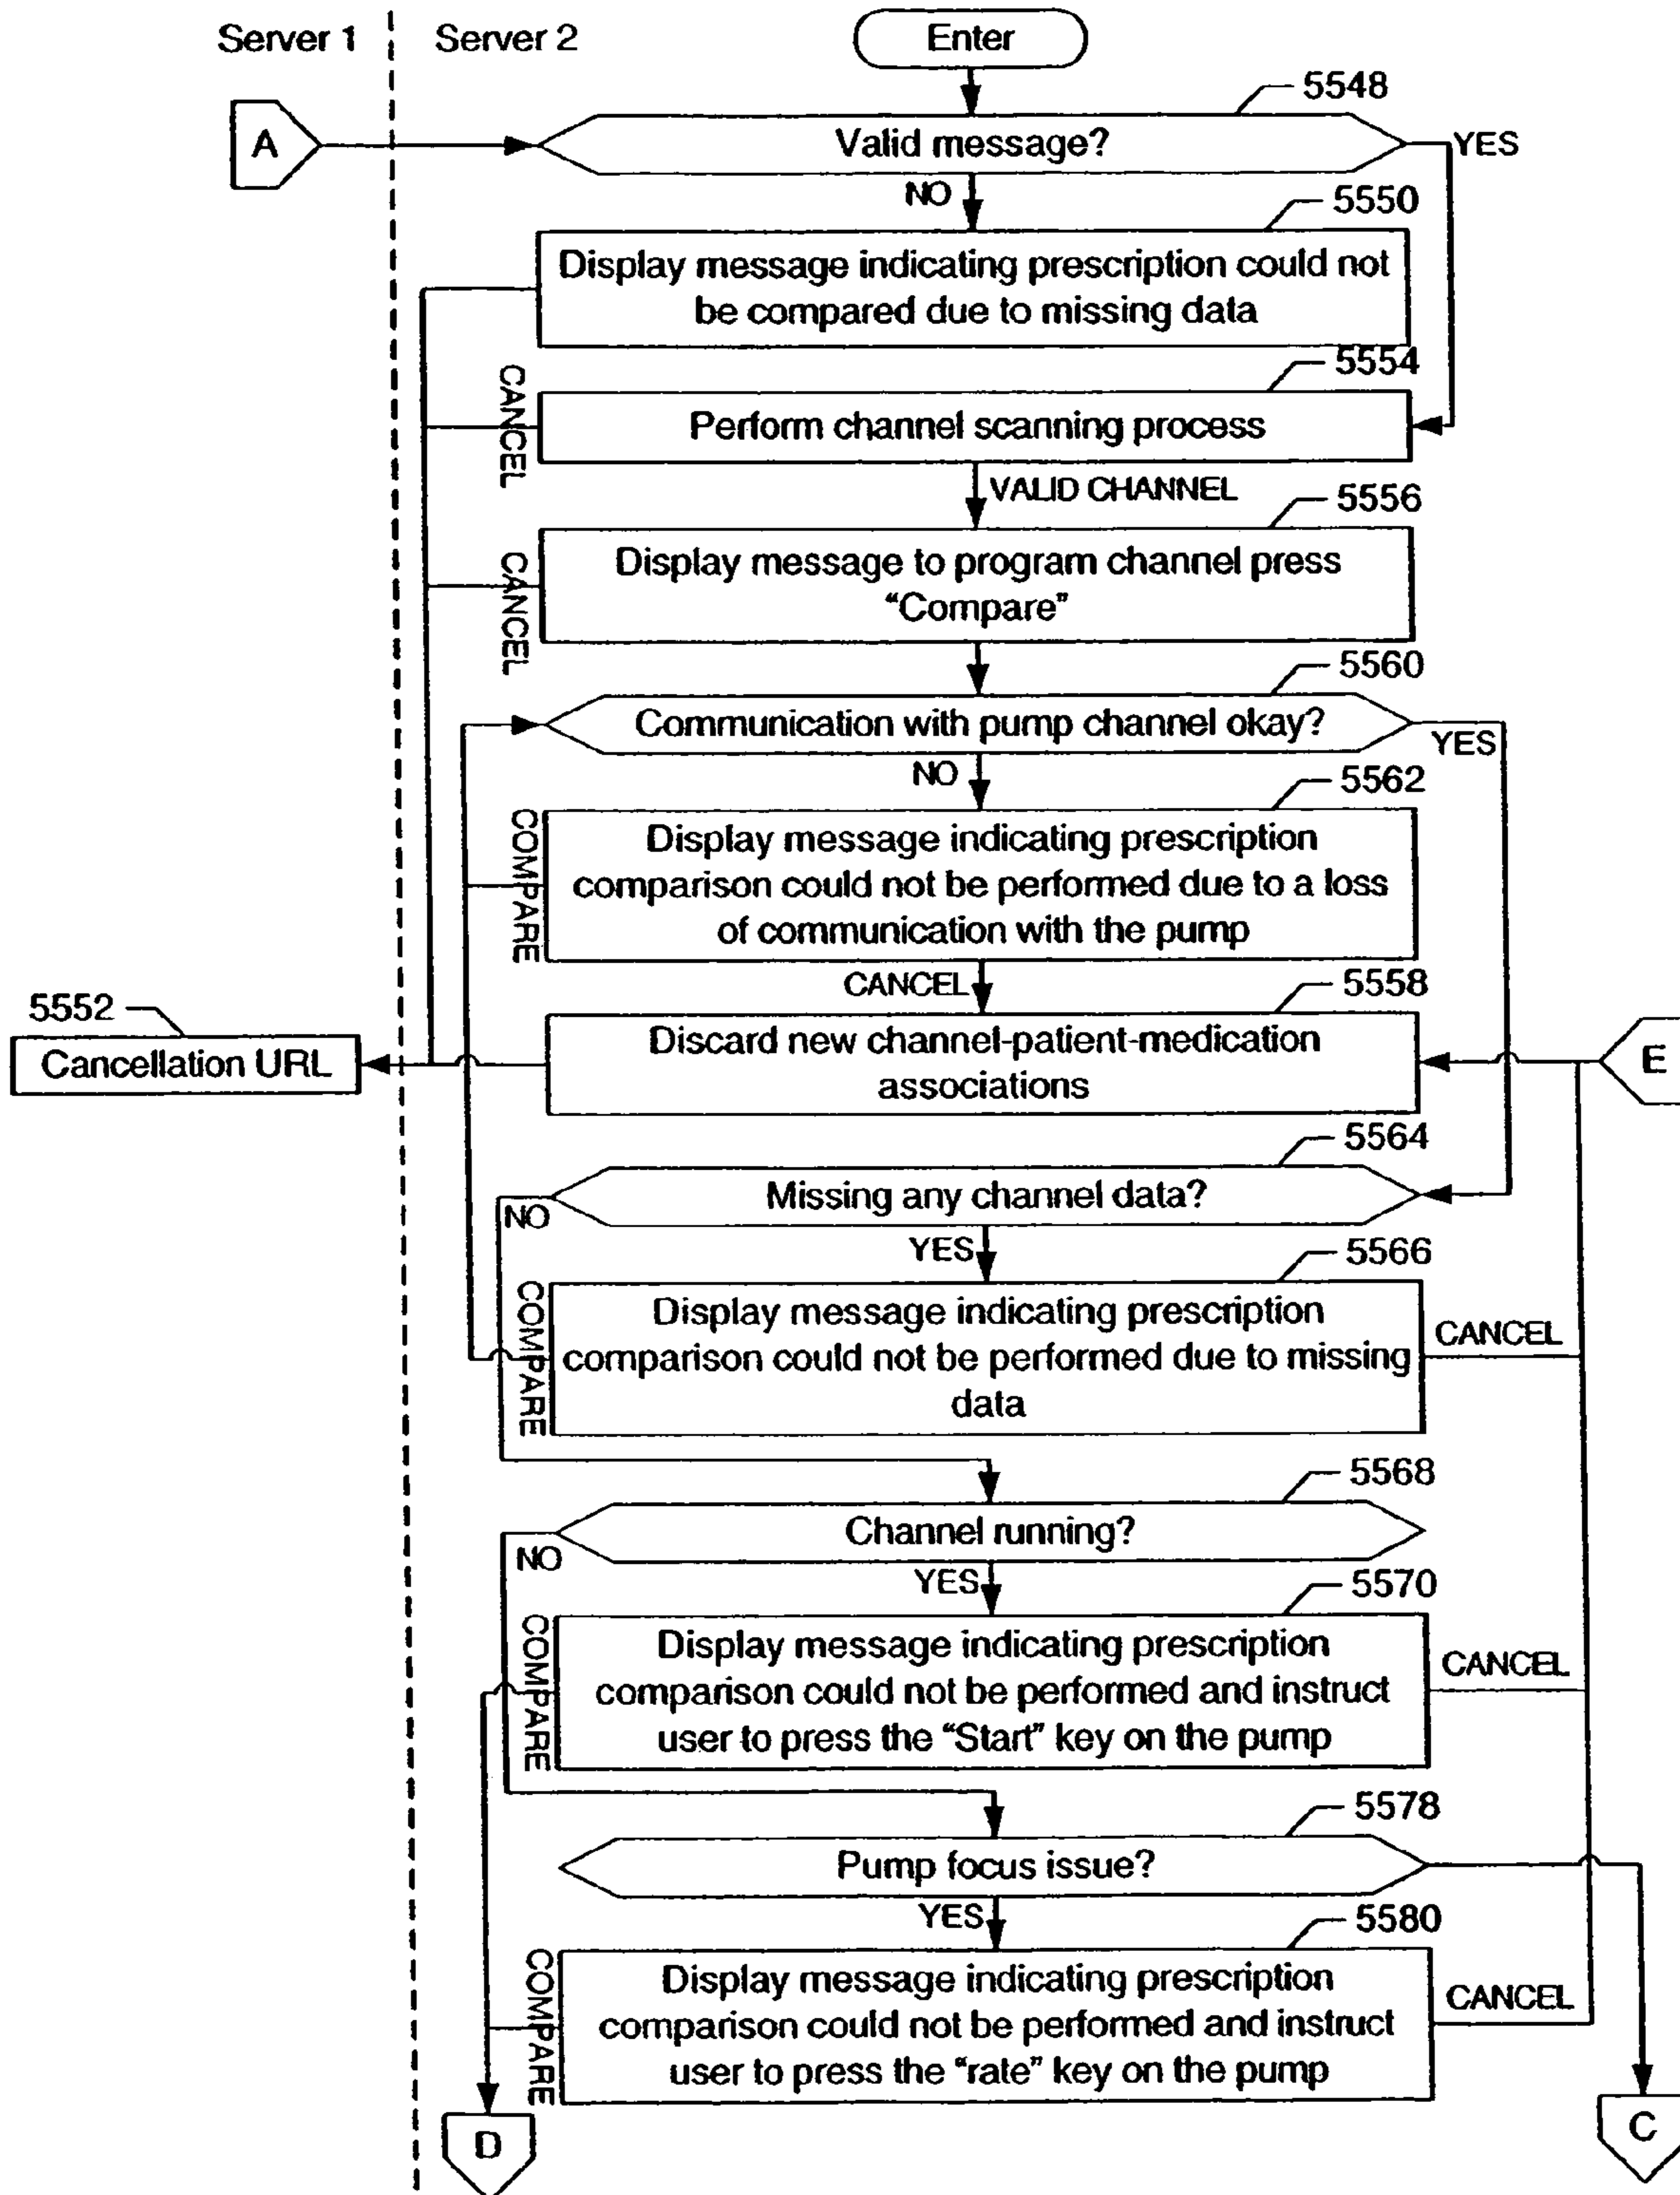 Server 1
Server 2
Enter
5548
A
Valid message?
YES
NO
5550
Display message indicating prescription could not
be compared due to missing data
5554
CANCEL
Perform channel scanning process
VALID CHANNEL
5556
CANCEL
Display message to program channel press
“Compare”
5560
Communication with pump channel okay?
YES
NO
5562
COMPARE
Display message indicating prescription
comparison could not be performed due to a loss
of communication with the pump
CANCEL
5558
5552
Cancellation URL
Discard new channel-patient-medication
associations
E
5564
Missing any channel data?
NO
YES
5566
COMPARE
Display message indicating prescription
comparison could not be performed due to missing
data
CANCEL
5568
Channel running?
NO
YES
5570
COMPARE
Display message indicating prescription
comparison could not be performed and instruct
user to press the “Start” key on the pump
CANCEL
5578
Pump focus issue?
YES
5580
COMPARE
Display message indicating prescription
comparison could not be performed and instruct
user to press the “rate” key on the pump
CANCEL
D
C